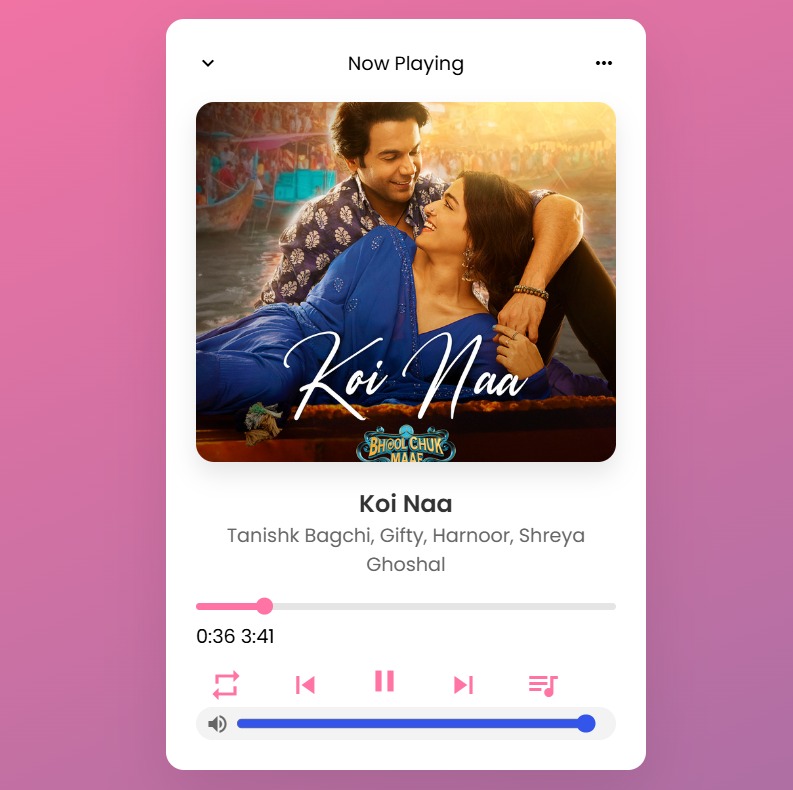 Now Playing
Koi Naa
BHOOL CHUK
MAAF
Koi Naa
Tanishk Bagchi, Gifty, Harnoor, Shreya
Ghoshal
0:36 3:41